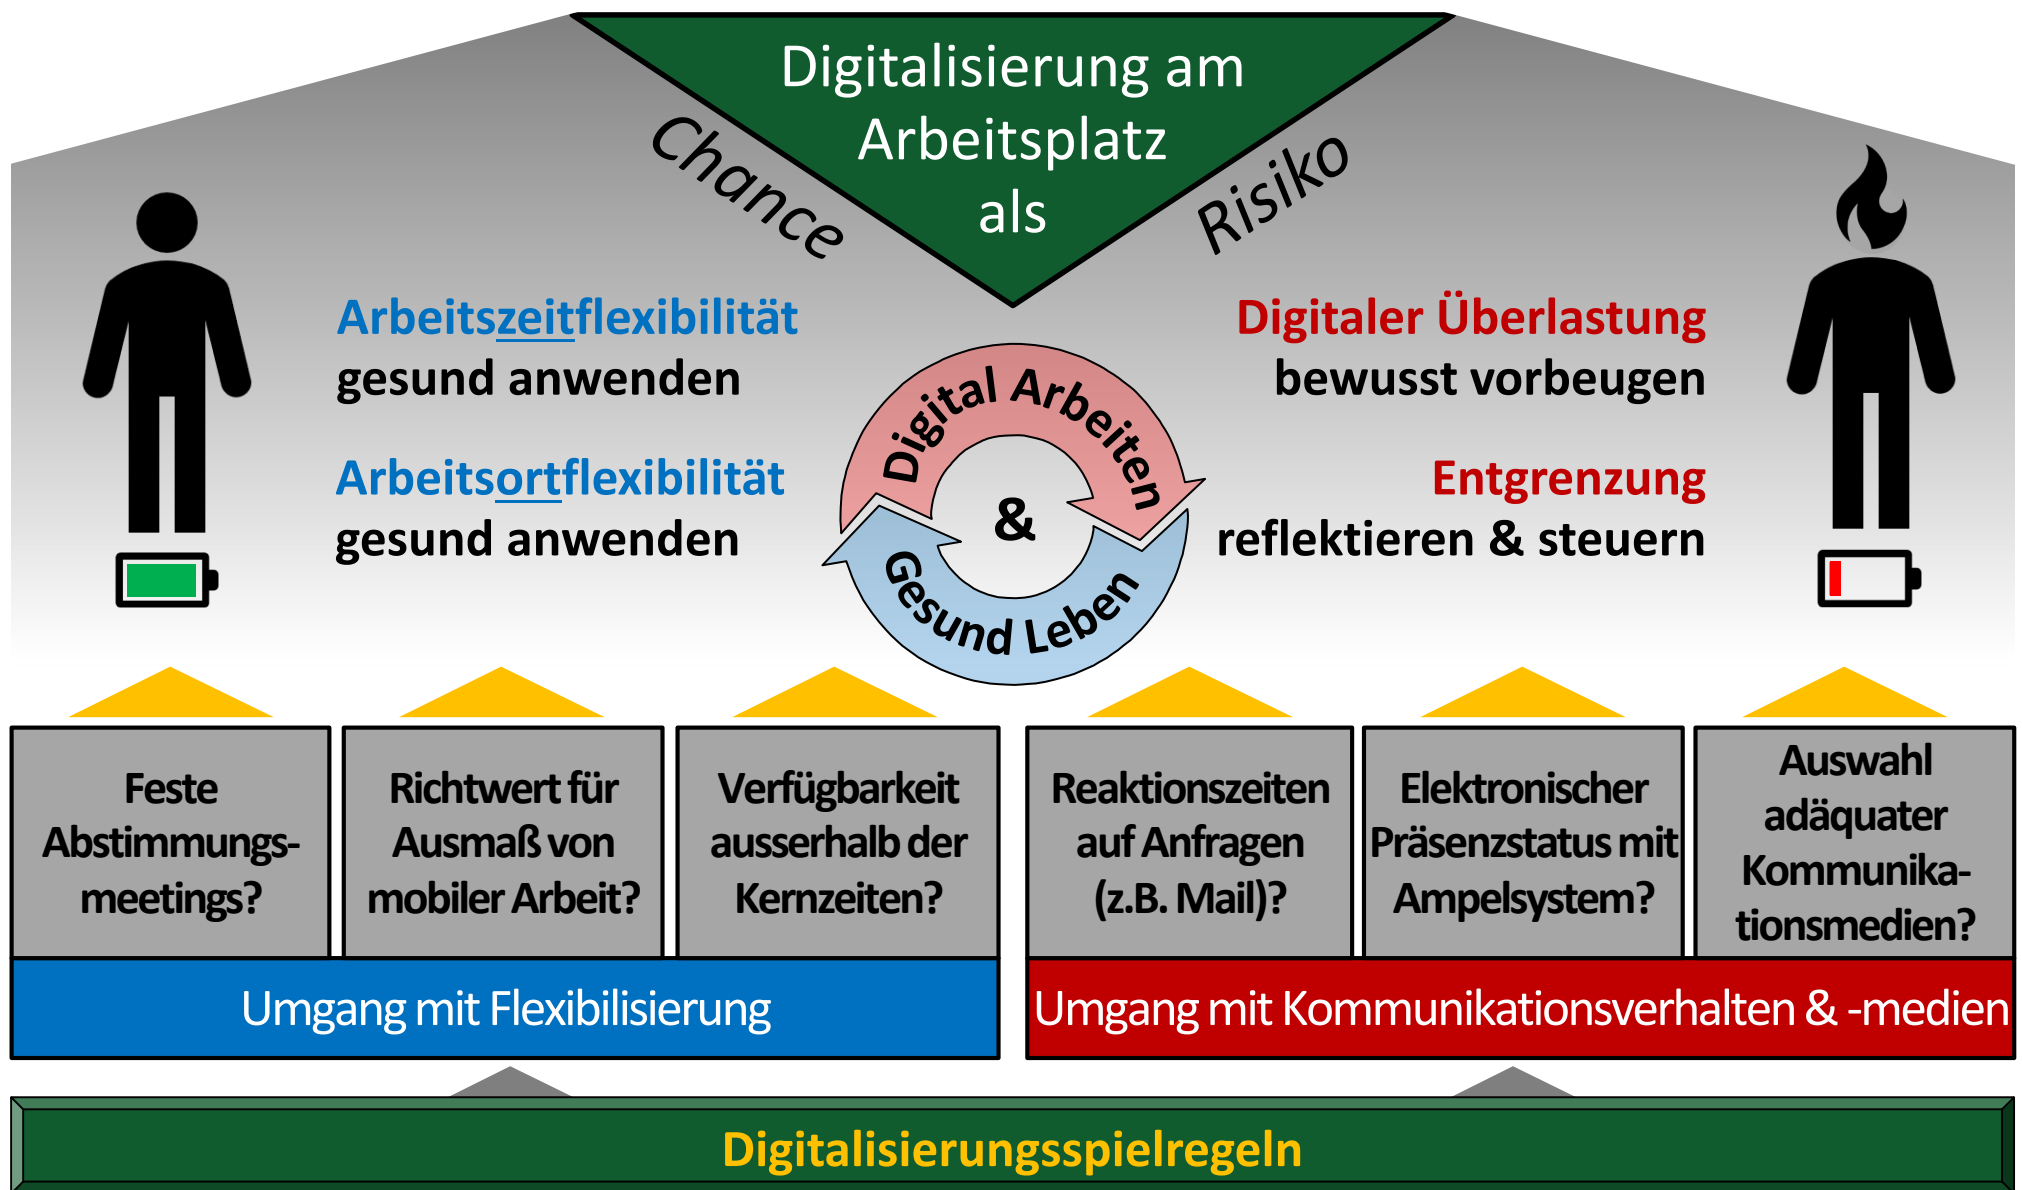 Digitalisierung am
Arbeitsplatz
als
Chance
Risiko
Arbeitszeitflexibilität
gesund anwenden
Arbeitsortflexibilität
gesund anwenden
Digital Arbeiten
&
Gesund Leben
Digitaler Überlastung
bewusst vorbeugen
Entgrenzung
reflektieren & steuern
Feste
Abstimmungs-
meetings?
Richtwert für
Ausmaß von
mobiler Arbeit?
Verfügbarkeit
ausserhalb der
Kernzeiten?
Reaktionszeiten
auf Anfragen
(z.B. Mail)?
Elektronischer
Präsenzstatus mit
Ampelsystem?
Auswahl
adäquater
Kommunika-
tionsmedien?
Umgang mit Flexibilisierung
Umgang mit Kommunikationsverhalten & -medien
Digitalisierungsspielregeln